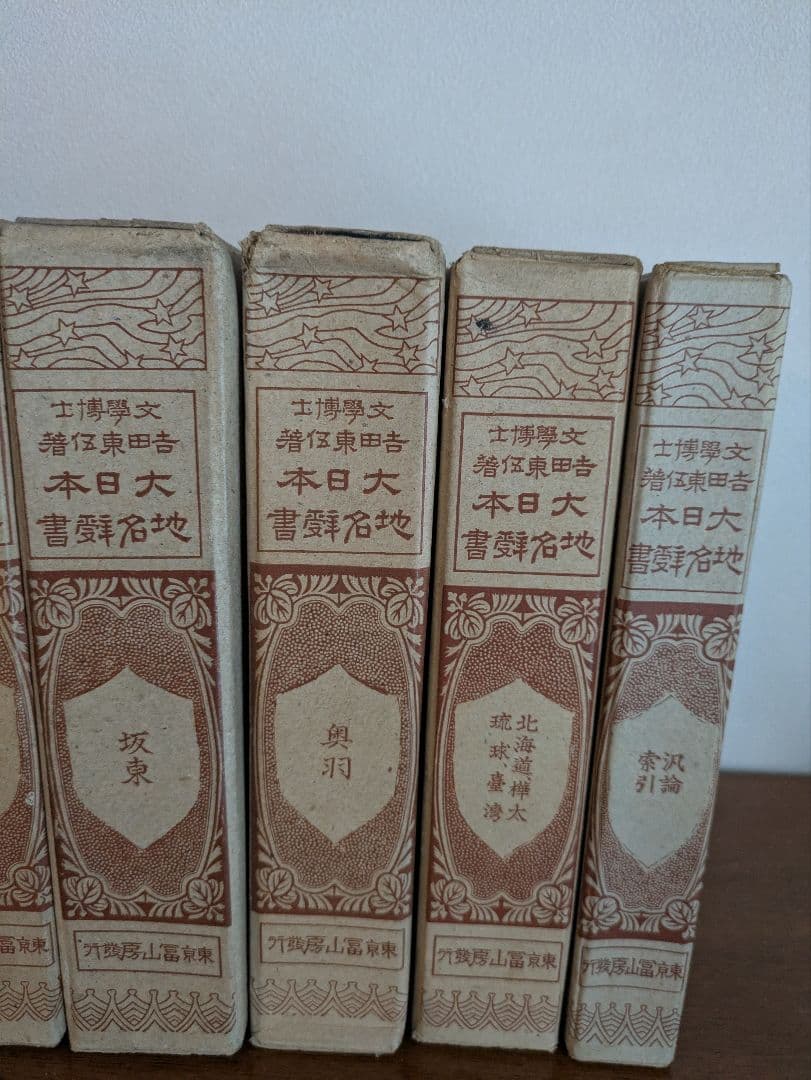 東京冨
文學博士
吉田東伍著
大日本
地名辭書
坂東
東京冨山房發行
文學博士
吉田東伍著
大日本
地名辭書
奥羽
東京冨山房發行
文學博士
吉田東伍著
大日本
地名辭書
北海道、樺太
琉球、臺灣
東京冨山房發行
文學博士
吉田東伍著
大日本
地名辭書
汎論
索引
東京冨山房發行